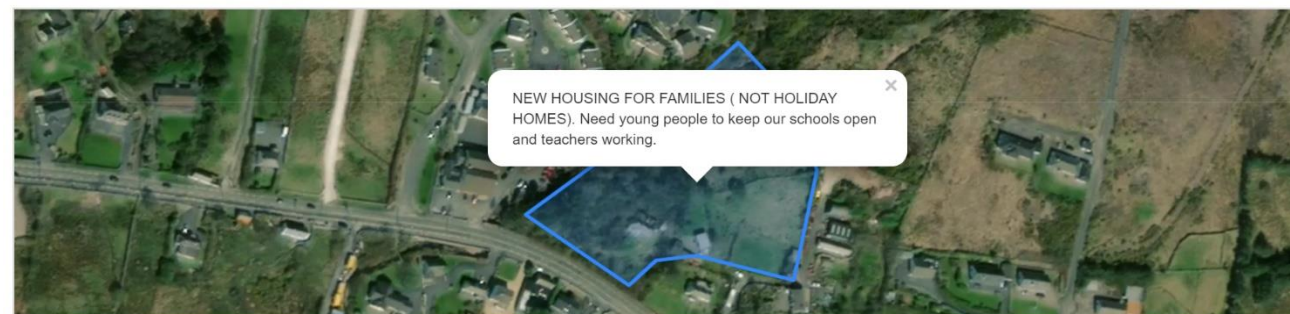 NEW HOUSING FOR FAMILIES ( NOT HOLIDAY
HOMES). Need young people to keep our schools open
and teachers working.